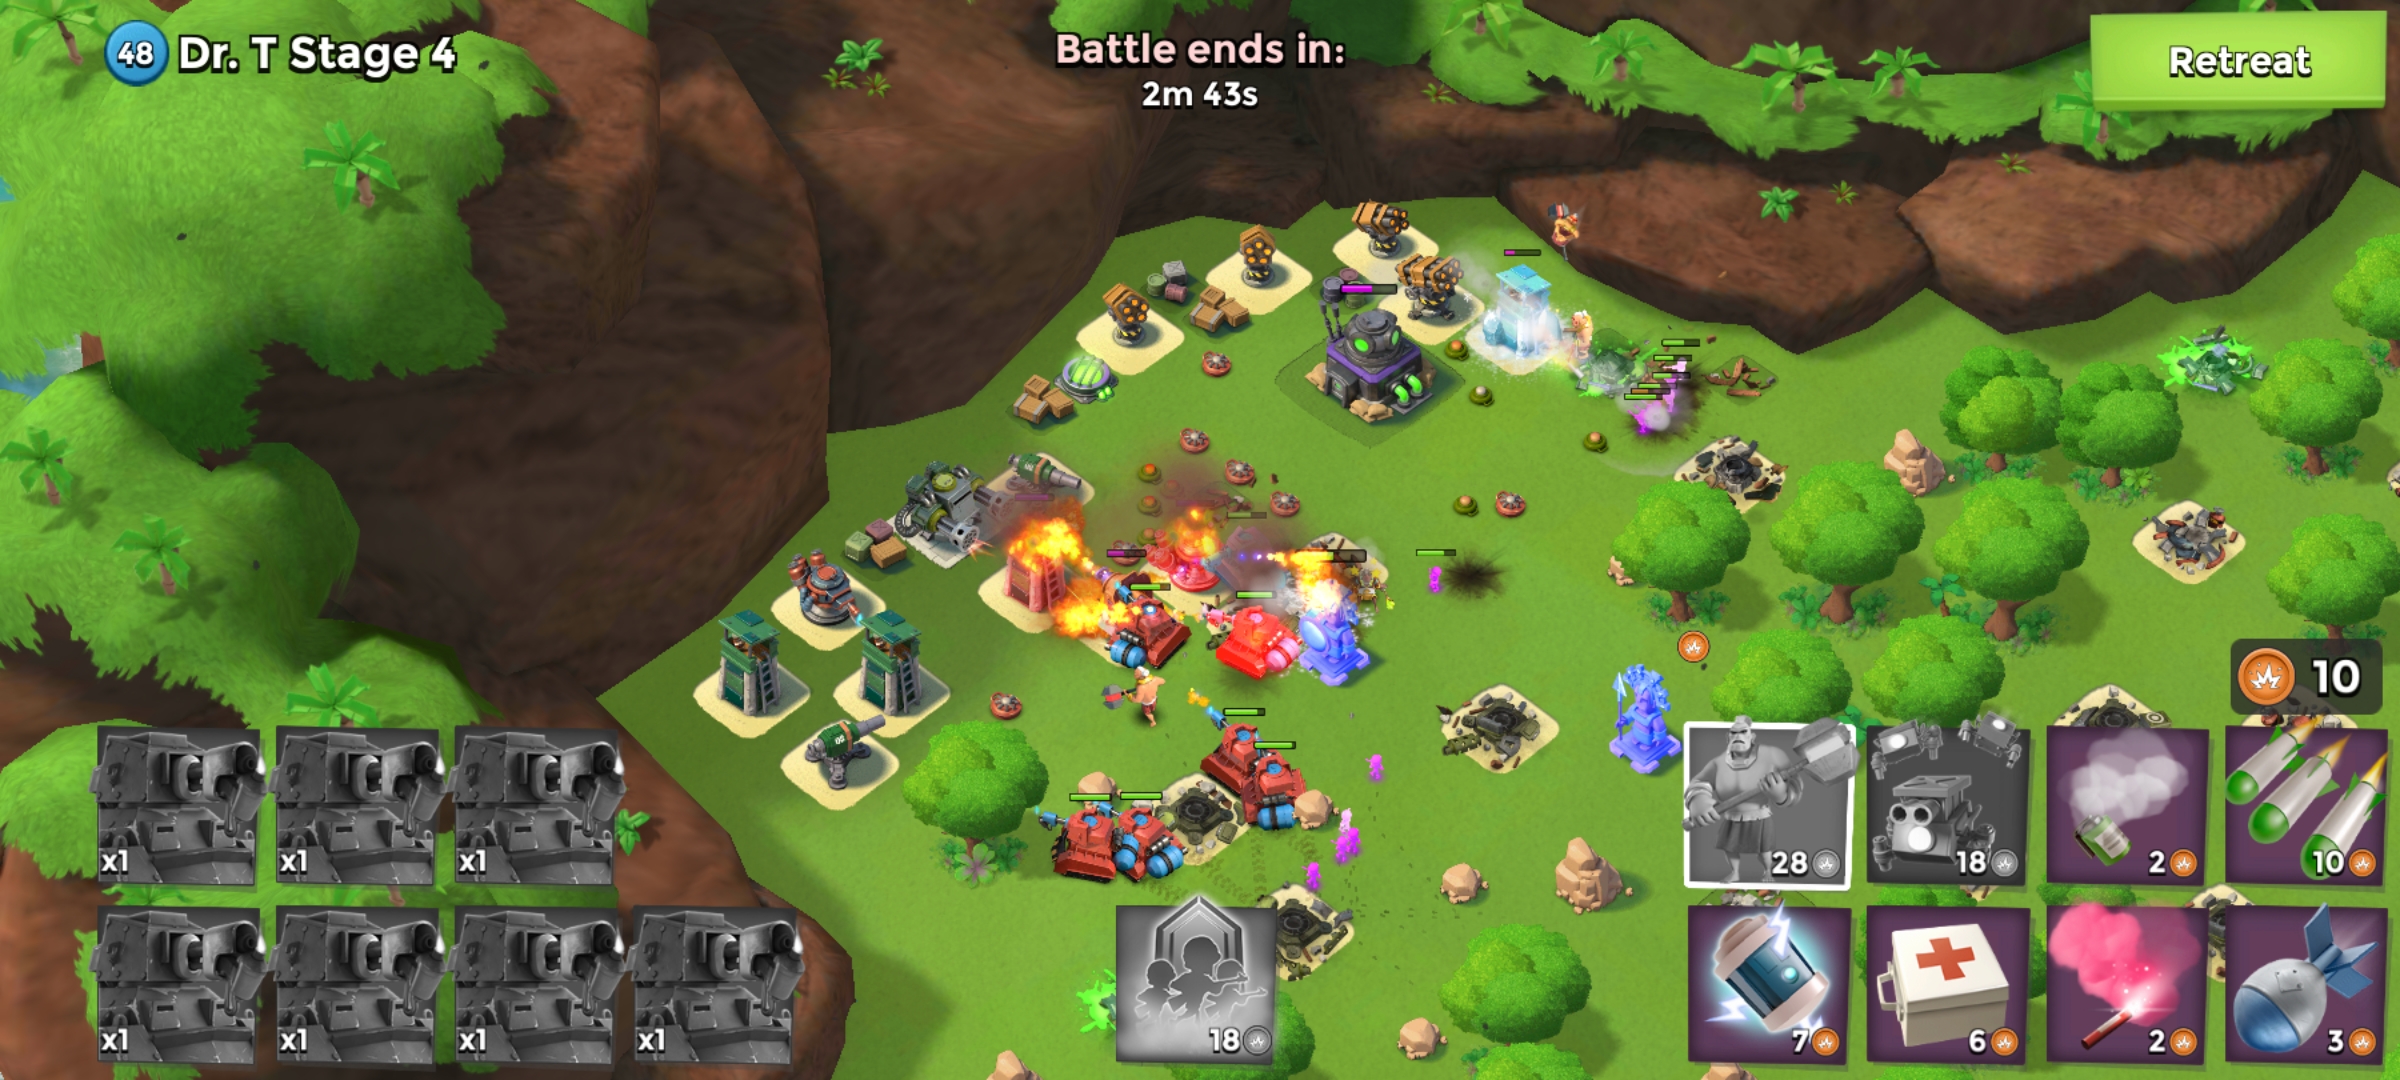 48 Dr. T Stage 4
Battle ends in:
2m 43s
Retreat
10
x1 x1 x1
28 18 2 10
x1 x1 x1 x1
18
7 6 2 3